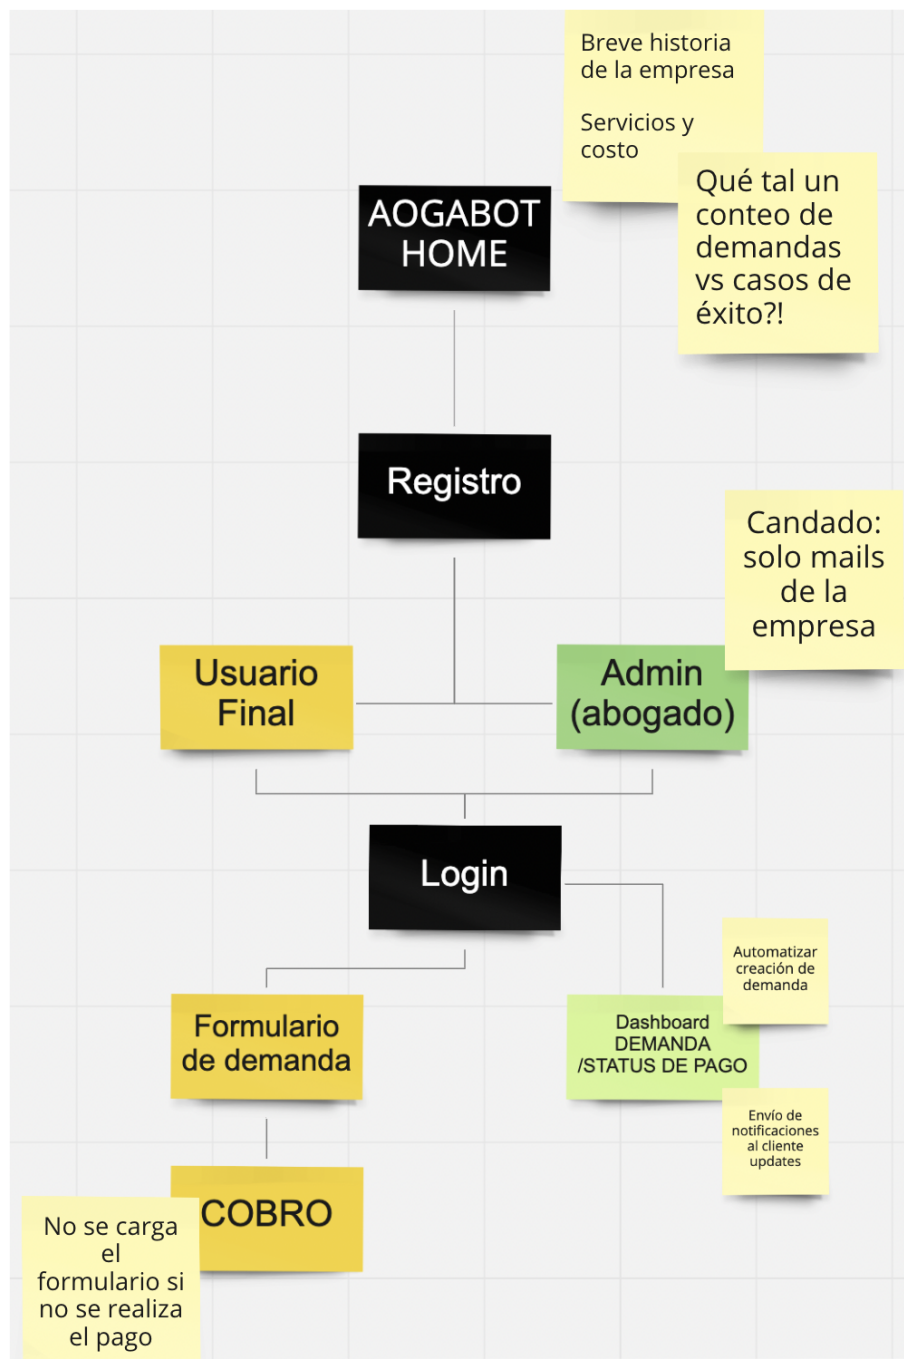 Breve historia
de la empresa
Servicios y
costo
Qué tal un
conteo de
demandas
vs casos de
éxito?!
AOGABOT
HOME
Registro
Candado:
solo mails
de la
empresa
Usuario
Final
Admin
(abogado)
Login
Formulario
de demanda
Dashboard
DEMANDA
/STATUS DE PAGO
Automatizar
creación de
demanda
Envío de
notificaciones
al cliente
updates
COBRO
No se carga
el
formulario si
no se realiza
el pago